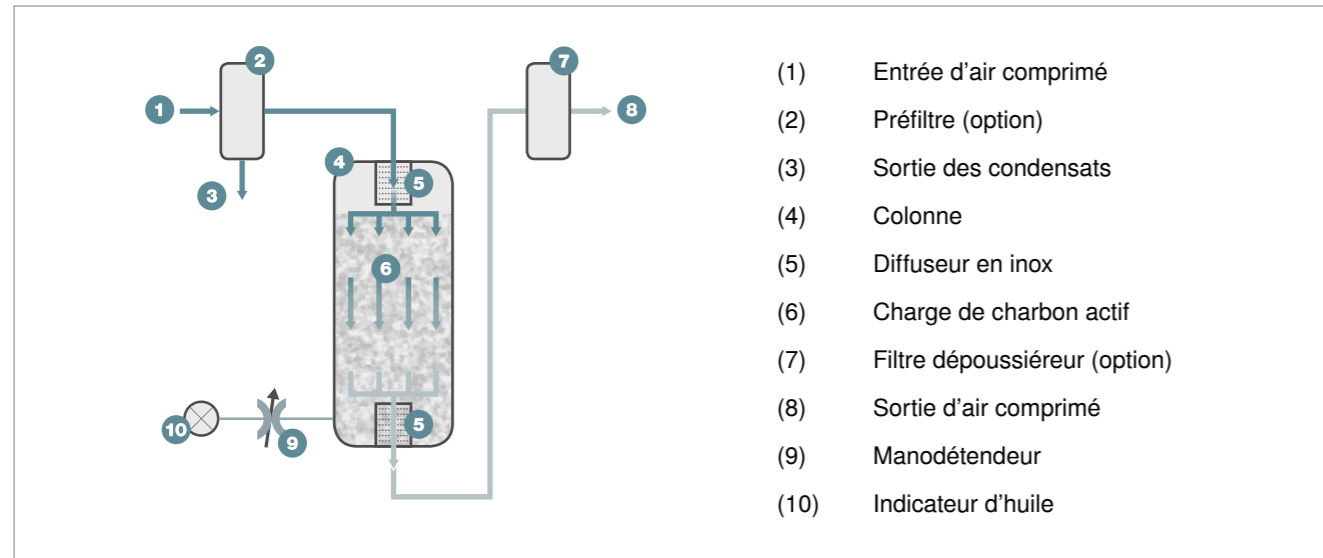 2
7
1
8
4
5
3
6
5
10
9
(1) Entrée d'air comprimé
(2) Préfiltre (option)
(3) Sortie des condensats
(4) Colonne
(5) Diffuseur en inox
(6) Charge de charbon actif
(7) Filtre dépoussiéreur (option)
(8) Sortie d'air comprimé
(9) Manodétendeur
(10) Indicateur d'huile